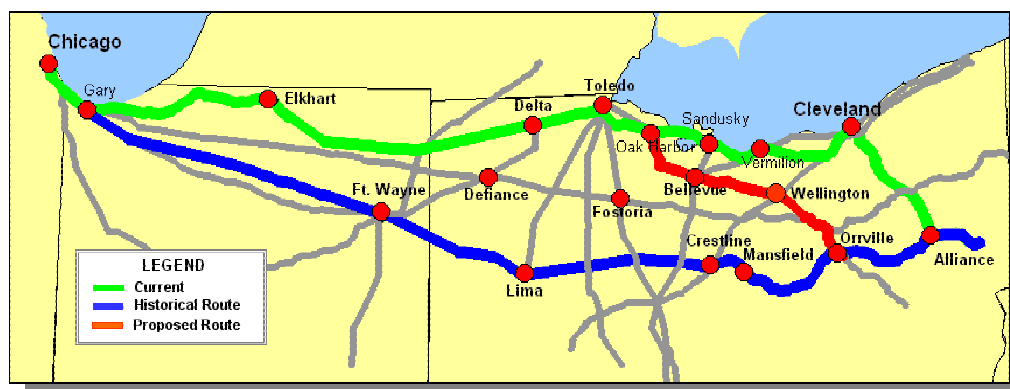 Chicago
Gary
Elkhart
Toledo
Delta
Sandusky
Cleveland
Oak Harbor
Vermilion
Ft. Wayne
Defiance
Bellevue
Wellington
Fostoria
Crestline
Orrville
Mansfield
Alliance
Lima
LEGEND
Current
Historical Route
Proposed Route